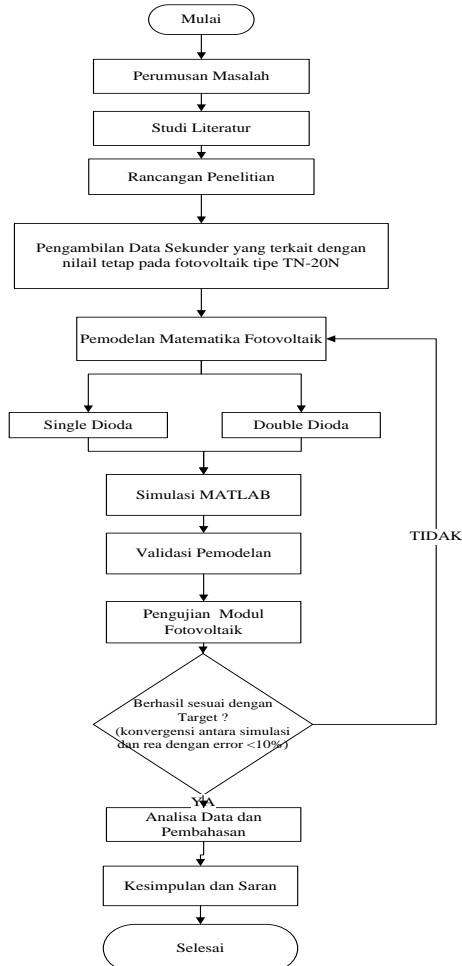 Mulai
Perumusan Masalah
Studi Literatur
Rancangan Penelitian
Pengambilan Data Sekunder yang terkait dengan
nilail tetap pada fotovoltaik tipe TN-20N
Pemodelan Matematika Fotovoltaik
Single Dioda
Double Dioda
Simulasi MATLAB
Validasi Pemodelan
Pengujian Modul
Fotovoltaik
Berhasil sesuai dengan
Target ?
(konvergensi antara simulasi
dan rea dengan error <10%)
TIDAK
YA
Analisa Data dan
Pembahasan
Kesimpulan dan Saran
Selesai